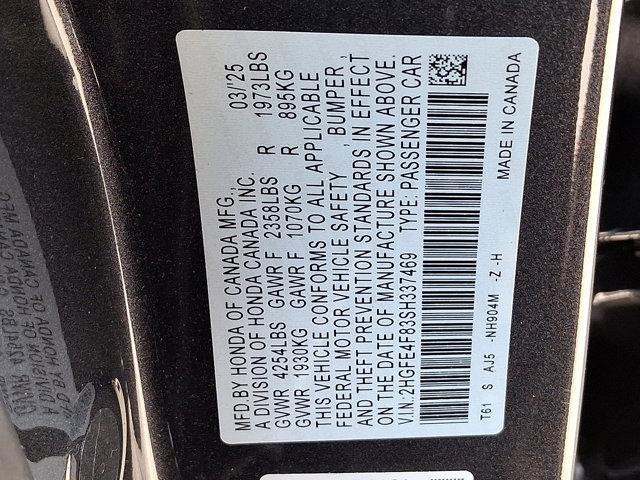 MFD.BY HONDA OF CANADA MFG., 03/'25
A DIVISION OF HONDA CANADA INC.
GVWR 4254LBS GAWR F 2358LBS R 1973LBS
GVWR 1930KG GAWR F 1070KG R 895KG
THIS VEHICLE CONFORMS TO ALL APPLICABLE
FEDERAL MOTOR VEHICLE SAFETY , BUMPER ,
AND THEFT PREVENTION STANDARDS IN EFFECT
ON THE DATE OF MANUFACTURE SHOWN ABOVE.
V.I.N:2HGFE4F83SH337469 TYPE: PASSENGER CAR
T61 S AJ5 -NH904M -Z -H MADE IN CANADA